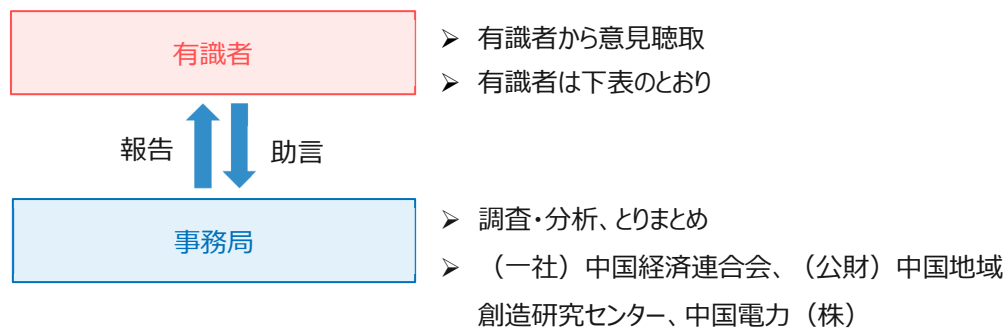 有識者
➢ 有識者から意見聴取
➢ 有識者は下表のとおり
報告
助言
事務局
➢ 調査・分析、とりまとめ
➢ （一社）中国経済連合会、（公財）中国地域
創造研究センター、中国電力（株）